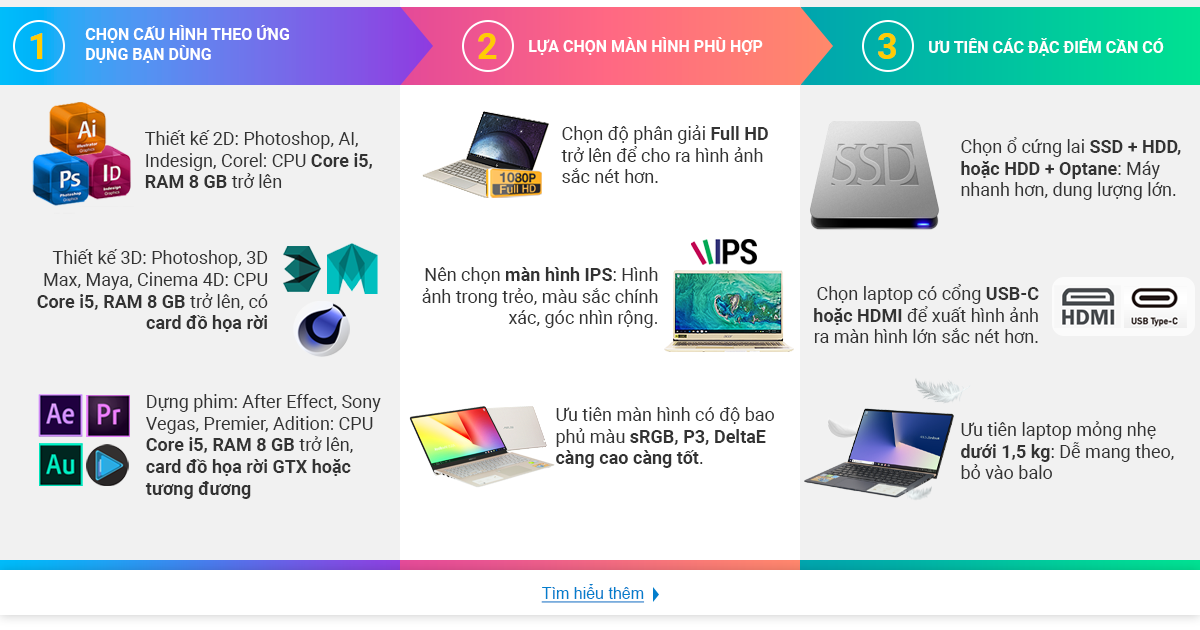 1
CHỌN CẤU HÌNH THEO ỨNG
DỤNG BẠN DÙNG
Ai
Illustrator
Graphics
Ps
Photoshop
Graphics
ID
Indesign
Graphics
Thiết kế 2D: Photoshop, AI,
Indesign, Corel: CPU Core i5,
RAM 8 GB trở lên
Thiết kế 3D: Photoshop, 3D
Max, Maya, Cinema 4D: CPU
Core i5, RAM 8 GB trở lên, có
card đồ họa rời
Ae
Pr
Au
Dựng phim: After Effect, Sony
Vegas, Premier, Adition: CPU
Core i5, RAM 8 GB trở lên,
card đồ họa rời GTX hoặc
tương đương
2
LỰA CHỌN MÀN HÌNH PHÙ HỢP
1080P
Full HD
Chọn độ phân giải Full HD
trở lên để cho ra hình ảnh
sắc nét hơn.
IPS
Nên chọn màn hình IPS: Hình
ảnh trong trẻo, màu sắc chính
xác, góc nhìn rộng.
Ưu tiên màn hình có độ bao
phủ màu sRGB, P3, DeltaE
càng cao càng tốt.
3
ƯU TIÊN CÁC ĐẶC ĐIỂM CẦN CÓ
SSD
Chọn ổ cứng lai SSD + HDD,
hoặc HDD + Optane: Máy
nhanh hơn, dung lượng lớn.
Chọn laptop có cổng USB-C
hoặc HDMI để xuất hình ảnh
ra màn hình lớn sắc nét hơn.
HDMI
USB Type-C
Ưu tiên laptop mỏng nhẹ
dưới 1,5 kg: Dễ mang theo,
bỏ vào balo
Tìm hiểu thêm